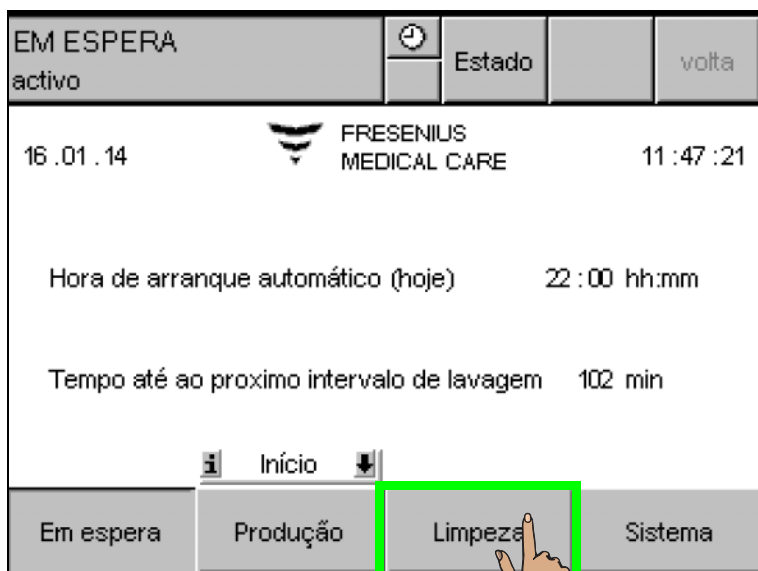 EM ESPERA
activo
Estado
volta
16 .01 .14
FRESENIUS
MEDICAL CARE
11 :47 :21
Hora de arranque automático (hoje) 22 : 00 hh:mm
Tempo até ao proximo intervalo de lavagem 102 min
i Início
Em espera Produção Limpeza Sistema